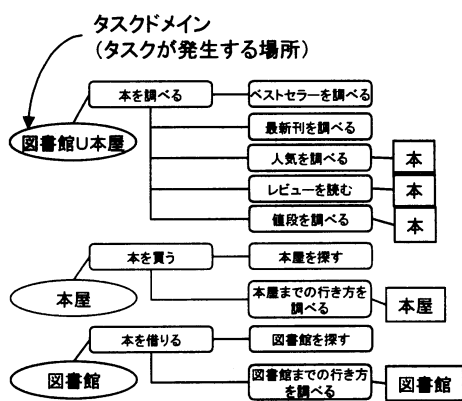 タスクドメイン
(タスクが発生する場所)
本を調べる
ベストセラーを調べる
図書館U本屋
最新刊を調べる
人気を調べる
本
レビューを読む
本
値段を調べる
本
本を買う
本屋を探す
本屋
本屋までの行き方を
調べる
本屋
本を借りる
図書館を探す
図書館
図書館までの行き方
を調べる
図書館